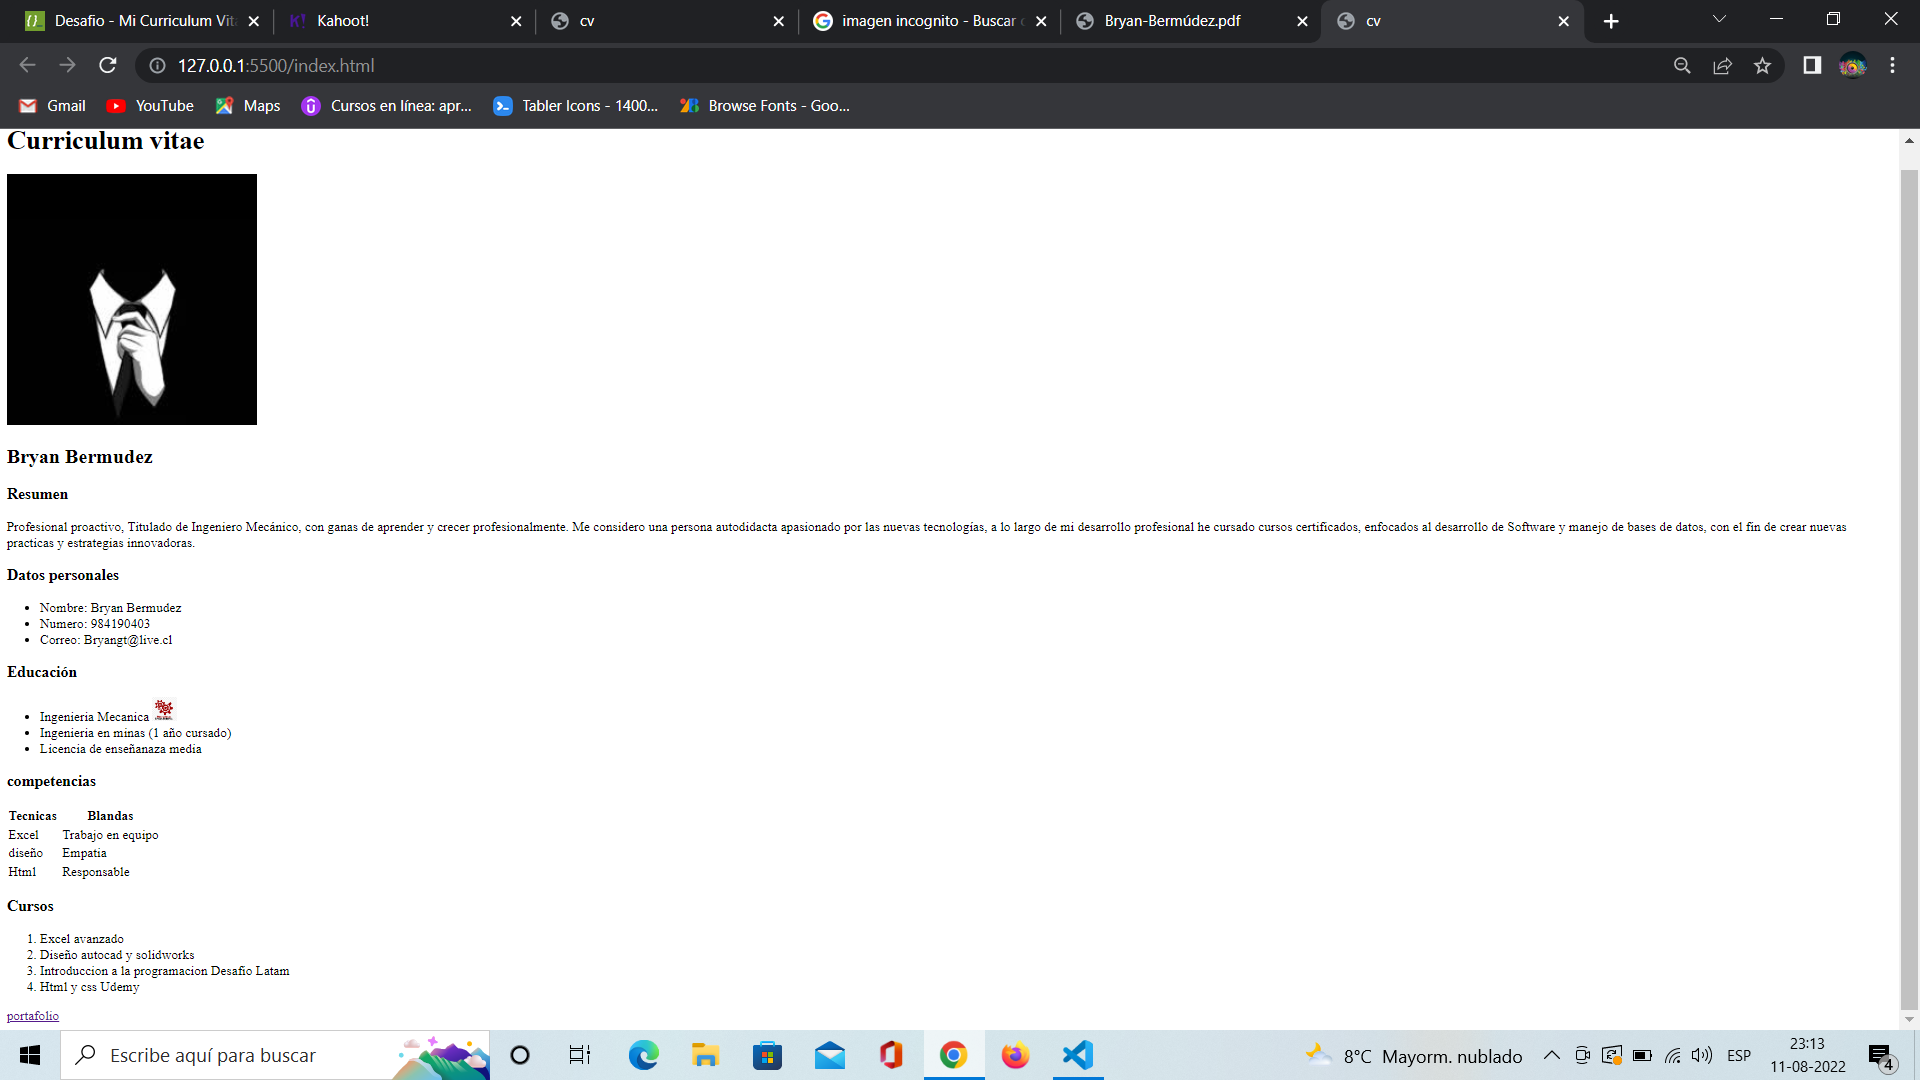 Desafio - Mi Curriculum Vit
Kahoot!
cv
imagen incognito - Buscar
Bryan-Bermúdez.pdf
cv
127.0.0.1:5500/index.html
Gmail
YouTube
Maps
Cursos en línea: apr...
Tabler Icons - 1400...
Browse Fonts - Goo...
Curriculum vitae
Bryan Bermudez
Resumen
Profesional proactivo, Titulado de Ingeniero Mecánico, con ganas de aprender y crecer profesionalmente. Me considero una persona autodidacta apasionado por las nuevas tecnologías, a lo largo de mi desarrollo profesional he cursado cursos certificados, enfocados al desarrollo de Software y manejo de bases de datos, con el fin de crear nuevas
practicas y estrategias innovadoras.
Datos personales
Nombre: Bryan Bermudez
Numero: 984190403
Correo: Bryangt@live.cl
Educación
Ingenieria Mecanica
Ingenieria en minas (1 año cursado)
Licencia de enseñanaza media
competencias
Tecnicas Blandas
Excel Trabajo en equipo
diseño Empatia
Html Responsable
Cursos
1. Excel avanzado
2. Diseño autocad y solidworks
3. Introduccion a la programacion Desafio Latam
4. Html y css Udemy
portafolio
Escribe aquí para buscar
8°C Mayorm. nublado
ESP
23:13
11-08-2022
4